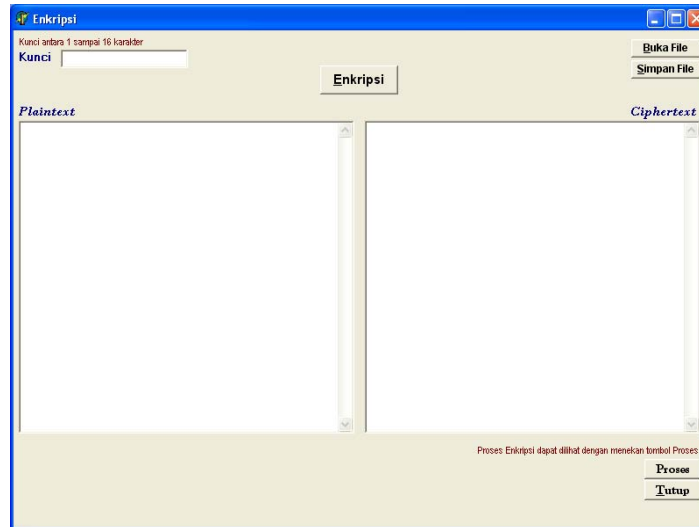 Enkripsi
Kunci antara 1 sampai 16 karakter
Kunci
Buka File
Simpan File
Enkripsi
Plaintext
Ciphertext
Proses Enkripsi dapat dilihat dengan menekan tombol Proses
Proses
Tutup